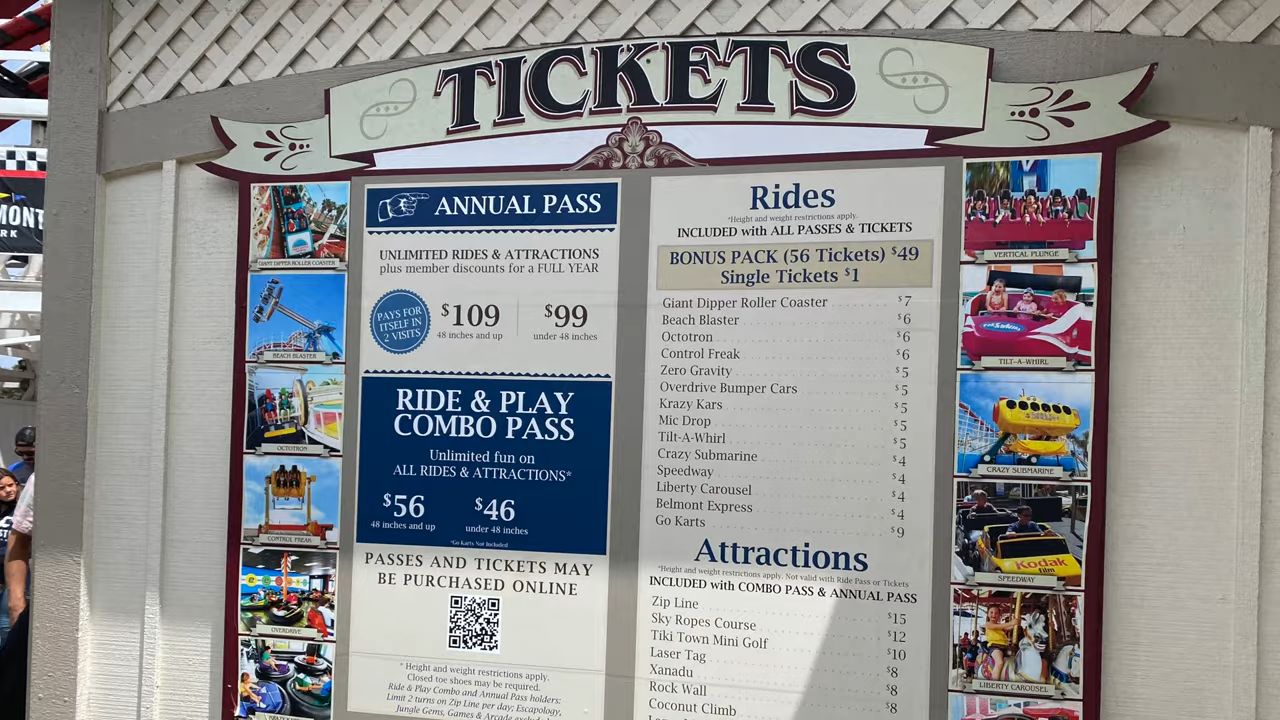 TICKETS
MONT
RK
GIANT DIPPER ROLLER COASTER
BEACH BLASTER
OCTOTRON
CONTROL FREAK
OVERDRIVE
ANNUAL PASS
UNLIMITED RIDES & ATTRACTIONS
plus member discounts for a FULL YEAR
PAYS FOR
ITSELF IN
2 VISITS
$109
48 inches and up
$99
under 48 inches
RIDE & PLAY
COMBO PASS
Unlimited fun on
ALL RIDES & ATTRACTIONS*
$56
48 inches and up
$46
under 48 inches
*Go Karts Not Included
PASSES AND TICKETS MAY
BE PURCHASED ONLINE
* Height and weight restrictions apply.
Closed toe shoes may be required.
Ride & Play Combo and Annual Pass holders:
Limit 2 turns on Zip Line per day; Escapology,
Jungle Gems, Games & Arcade
Rides
*Height and weight restrictions apply.
INCLUDED with ALL PASSES & TICKETS
BONUS PACK (56 Tickets) $49
Single Tickets $1
Giant Dipper Roller Coaster $7
Beach Blaster $6
Octotron $6
Control Freak $6
Zero Gravity $5
Overdrive Bumper Cars $5
Krazy Kars $5
Mic Drop $5
Tilt-A-Whirl $5
Crazy Submarine $4
Speedway $4
Liberty Carousel $4
Belmont Express $4
Go Karts $9
Attractions
*Height and weight restrictions apply. Not valid with Ride Pass or Tickets
INCLUDED with COMBO PASS & ANNUAL PASS
Zip Line $15
Sky Ropes Course $12
Tiki Town Mini Golf $10
Laser Tag $8
Xanadu $8
Rock Wall $8
Coconut Climb
VERTICAL PLUNGE
TILT-A-WHIRL
CRAZY SUBMARINE
Kodak
film
SPEEDWAY
LIBERTY CAROUSEL